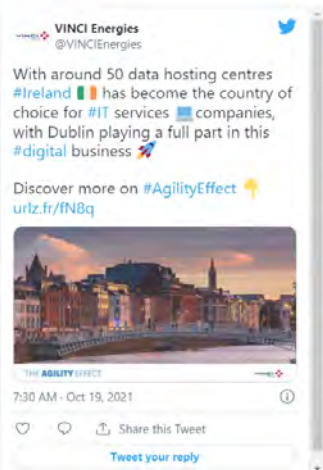 VINCI Energies
@VINCIEnergies
With around 50 data hosting centres
#Ireland 🇮🇪 has become the country of
choice for #IT services 💻 companies,
with Dublin playing a full part in this
#digital business 🚀
Discover more on #AgilityEffect 👇
urlz.fr/fN8q
THE AGILITY EFFECT
7:30 AM · Oct 19, 2021
Share this Tweet
Tweet your reply